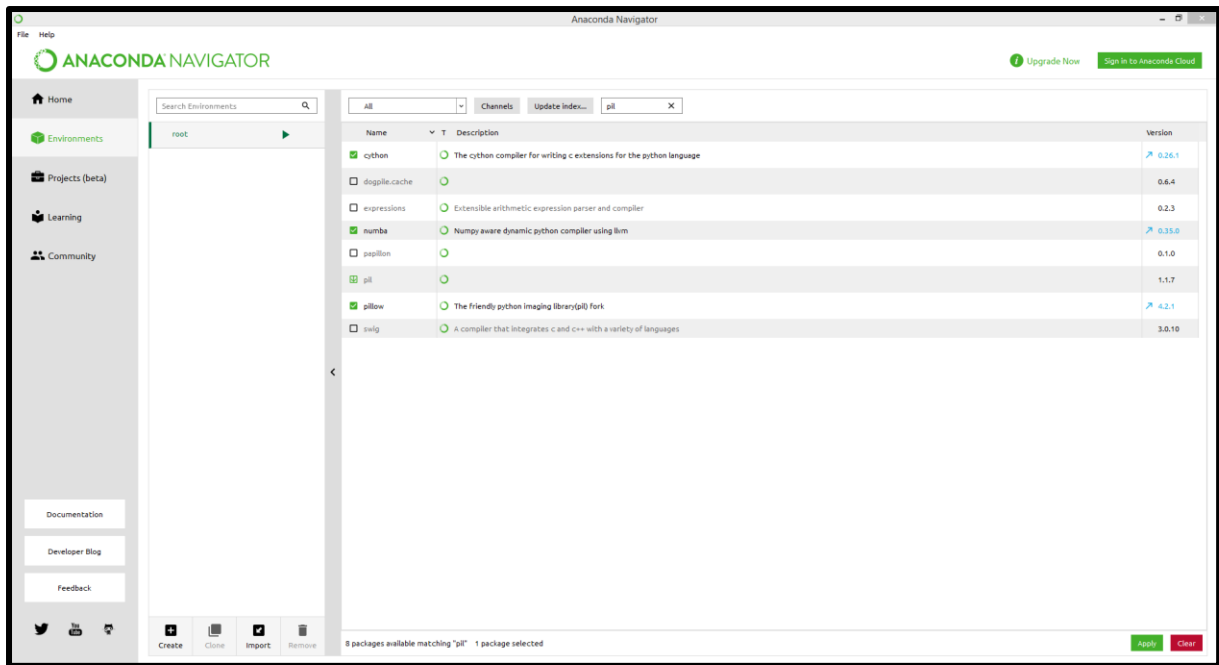 Anaconda Navigator
File Help
ANACONDA NAVIGATOR
Upgrade Now
Sign in to Anaconda Cloud
Home
Environments
Projects (beta)
Learning
Community
Documentation
Developer Blog
Feedback
You Tube
Search Environments
root
Create Clone Import Remove
All Channels Update index... pil
Name T Description Version
cython The cython compiler for writing c extensions for the python language 0.26.1
dogpile.cache 0.6.4
expressions Extensible arithmetic expression parser and compiler 0.2.3
numba Numpy aware dynamic python compiler using llvm 0.35.0
papillon 0.1.0
pil 1.1.7
pillow The friendly python imaging library(pil) fork 4.2.1
swig A compiler that integrates c and c++ with a variety of languages 3.0.10
8 packages available matching "pil" 1 package selected
Apply Clear